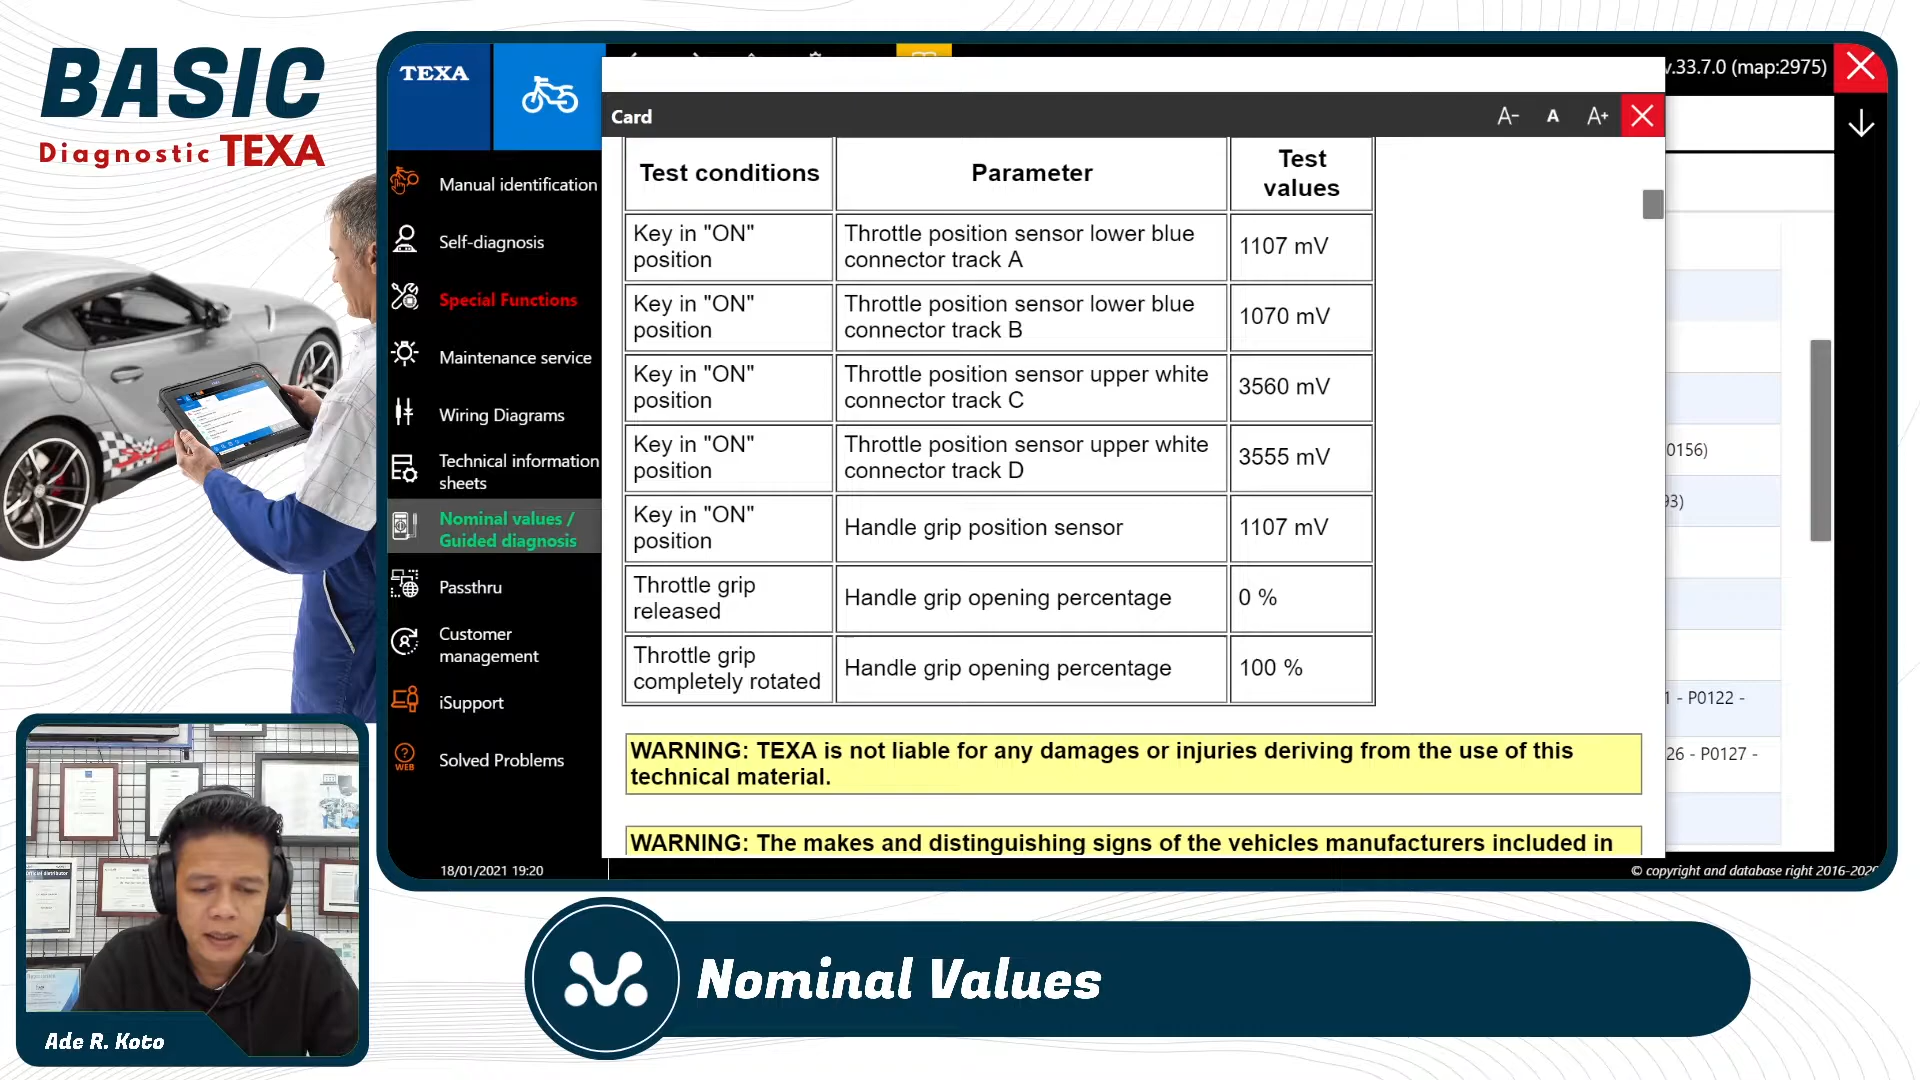 BASIC
Diagnostic TEXA
TEXA
v.33.7.0 (map:2975)
Card
A-
A
A+
Manual identification
Self-diagnosis
Special Functions
Maintenance service
Wiring Diagrams
Technical information
sheets
Nominal values /
Guided diagnosis
Passthru
Customer
management
iSupport
WEB
Solved Problems
18/01/2021 19:20
Test conditions
Parameter
Test
values
Key in "ON"
position
Throttle position sensor lower blue
connector track A
1107 mV
Key in "ON"
position
Throttle position sensor lower blue
connector track B
1070 mV
Key in "ON"
position
Throttle position sensor upper white
connector track C
3560 mV
Key in "ON"
position
Throttle position sensor upper white
connector track D
3555 mV
Key in "ON"
position
Handle grip position sensor
1107 mV
Throttle grip
released
Handle grip opening percentage
0 %
Throttle grip
completely rotated
Handle grip opening percentage
100 %
WARNING: TEXA is not liable for any damages or injuries deriving from the use of this
technical material.
WARNING: The makes and distinguishing signs of the vehicles manufacturers included in
0156)
93)
1 - P0122 -
26 - P0127 -
© copyright and database right 2016-2020
Ade R. Koto
Nominal Values